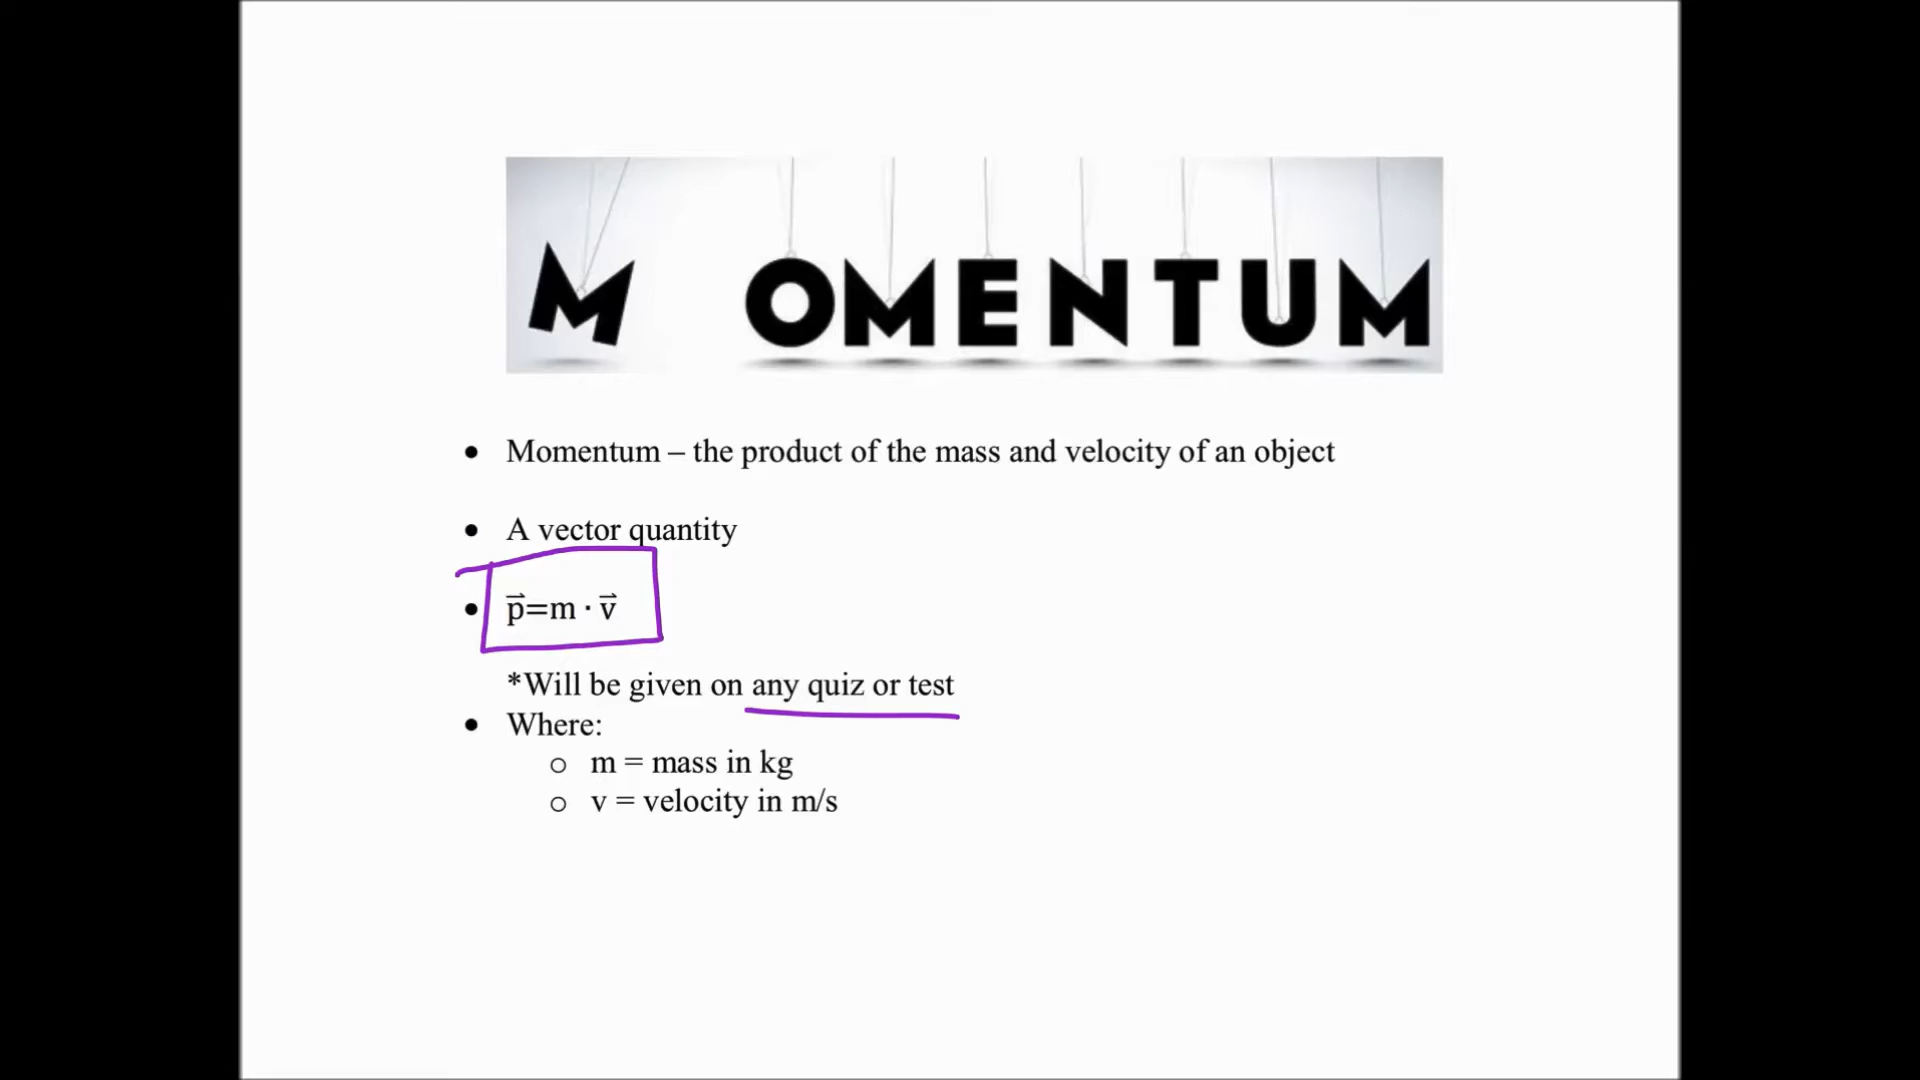 MOMENTUM
• Momentum – the product of the mass and velocity of an object
• A vector quantity
• p⃗=m · v⃗
*Will be given on any quiz or test
• Where:
o m = mass in kg
o v = velocity in m/s